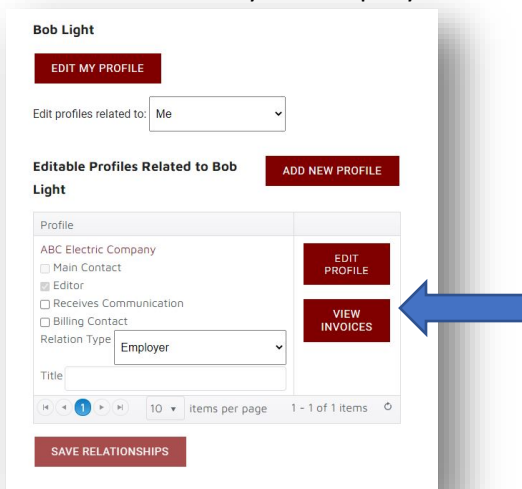 Bob Light
EDIT MY PROFILE
Edit profiles related to: Me
Editable Profiles Related to Bob
Light
ADD NEW PROFILE
Profile
ABC Electric Company
Main Contact
Editor
Receives Communication
Billing Contact
Relation Type Employer
Title
EDIT
PROFILE
VIEW
INVOICES
1 10 items per page 1 - 1 of 1 items
SAVE RELATIONSHIPS